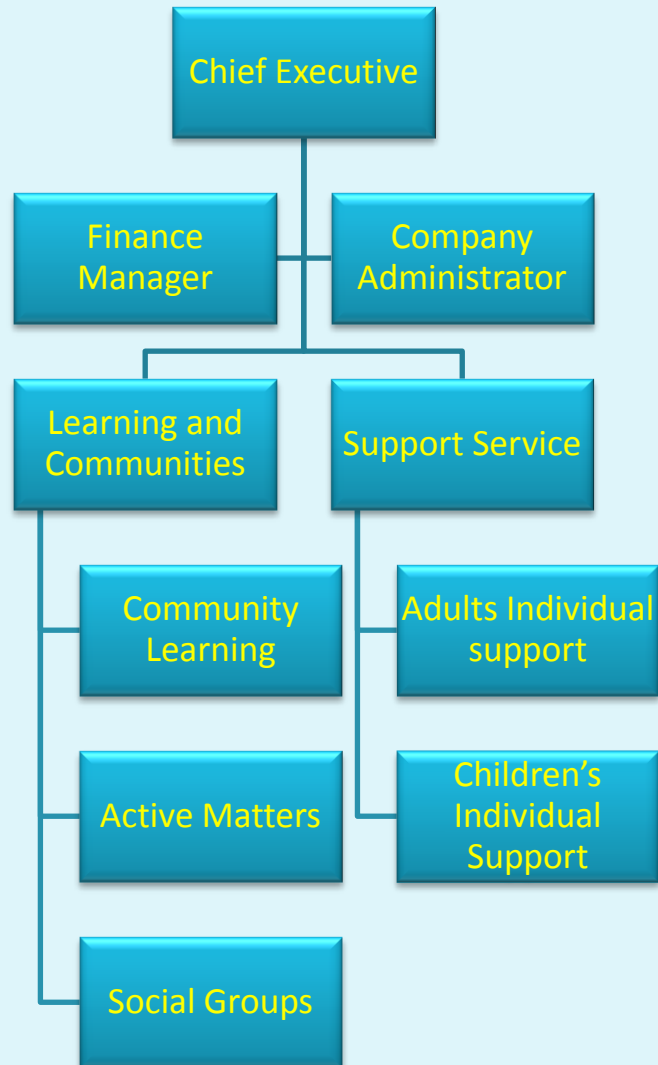 Chief Executive
Finance
Manager
Company
Administrator
Learning and
Communities
Support Service
Community
Learning
Adults Individual
support
Active Matters
Children’s
Individual
Support
Social Groups